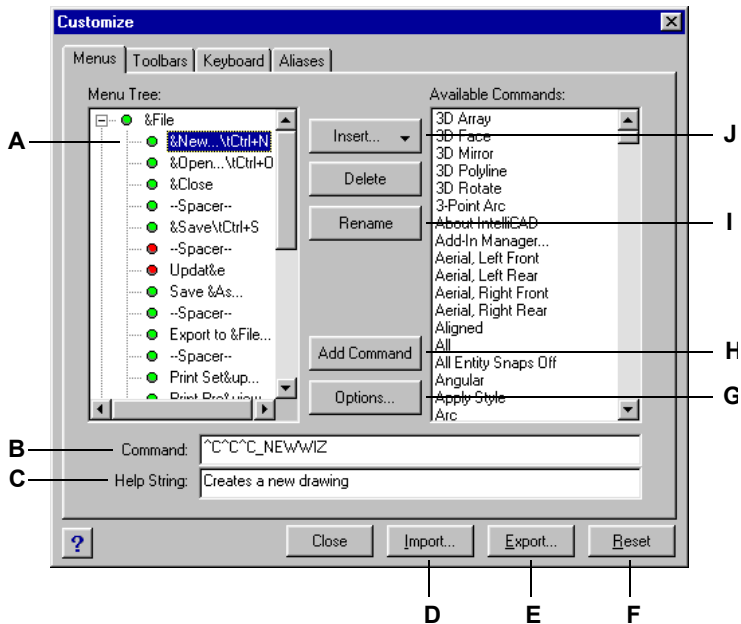 Customize
Menus Toolbars Keyboard Aliases
Menu Tree:
&File
&New...\tCtrl+N
&Open...\tCtrl+O
&Close
--Spacer--
&Save\tCtrl+S
--Spacer--
Updat&e
Save &As...
--Spacer--
Export to &File...
--Spacer--
Print Set&up...
Print Pre&view
Insert...
Delete
Rename
Add Command
Options...
Available Commands:
3D Array
3D Face
3D Mirror
3D Polyline
3D Rotate
3-Point Arc
About IntelliCAD
Add-In Manager...
Aerial, Left Front
Aerial, Left Rear
Aerial, Right Front
Aerial, Right Rear
Aligned
All
All Entity Snaps Off
Angular
Apply Style
Arc
Command: ^C^C^C_NEWWIZ
Help String: Creates a new drawing
? Close Import... Export... Reset
A
B
C
D E F
J
I
H
G